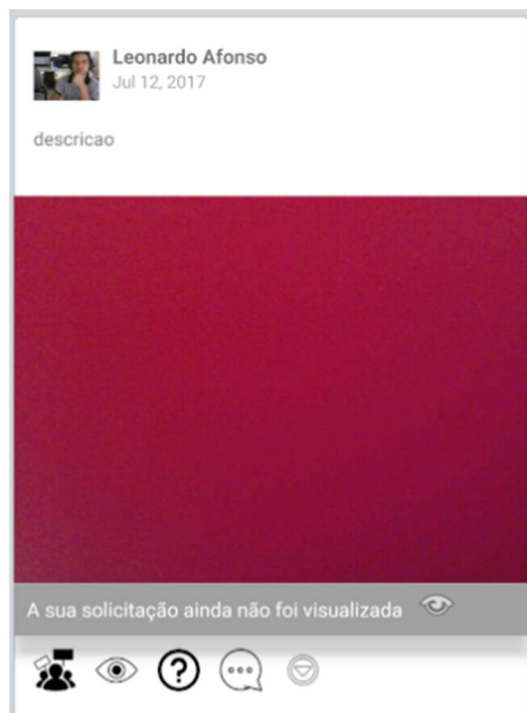 Leonardo Afonso
Jul 12, 2017
descricao
A sua solicitação ainda não foi visualizada